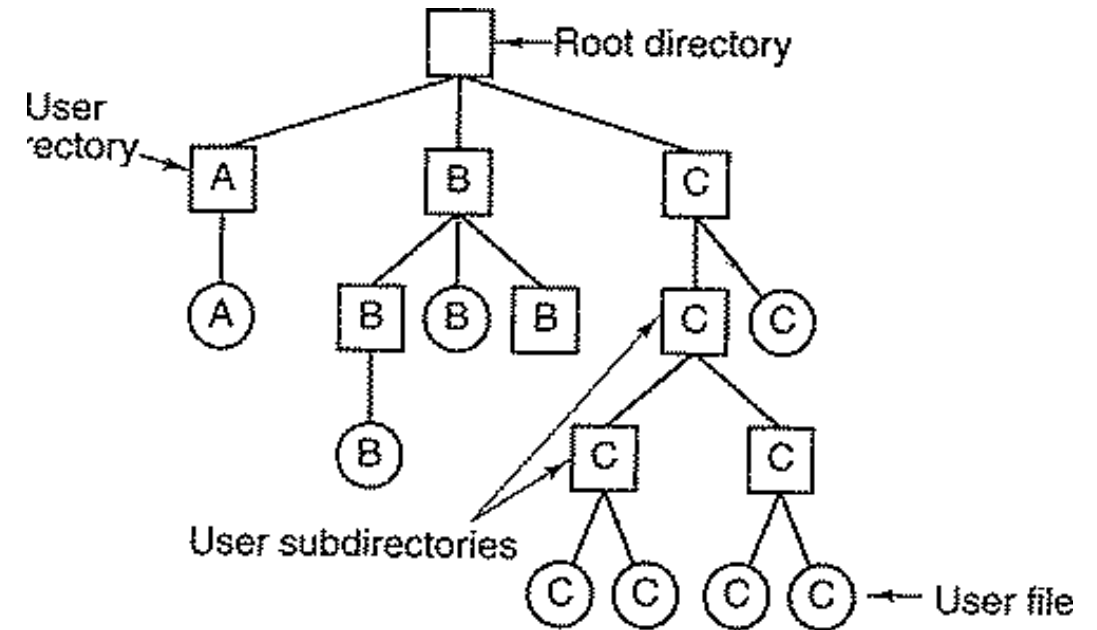 Root directory
User
rectory
A
B
C
A
B
B
B
C
C
B
C
C
User subdirectories
C
C
C
C
User file